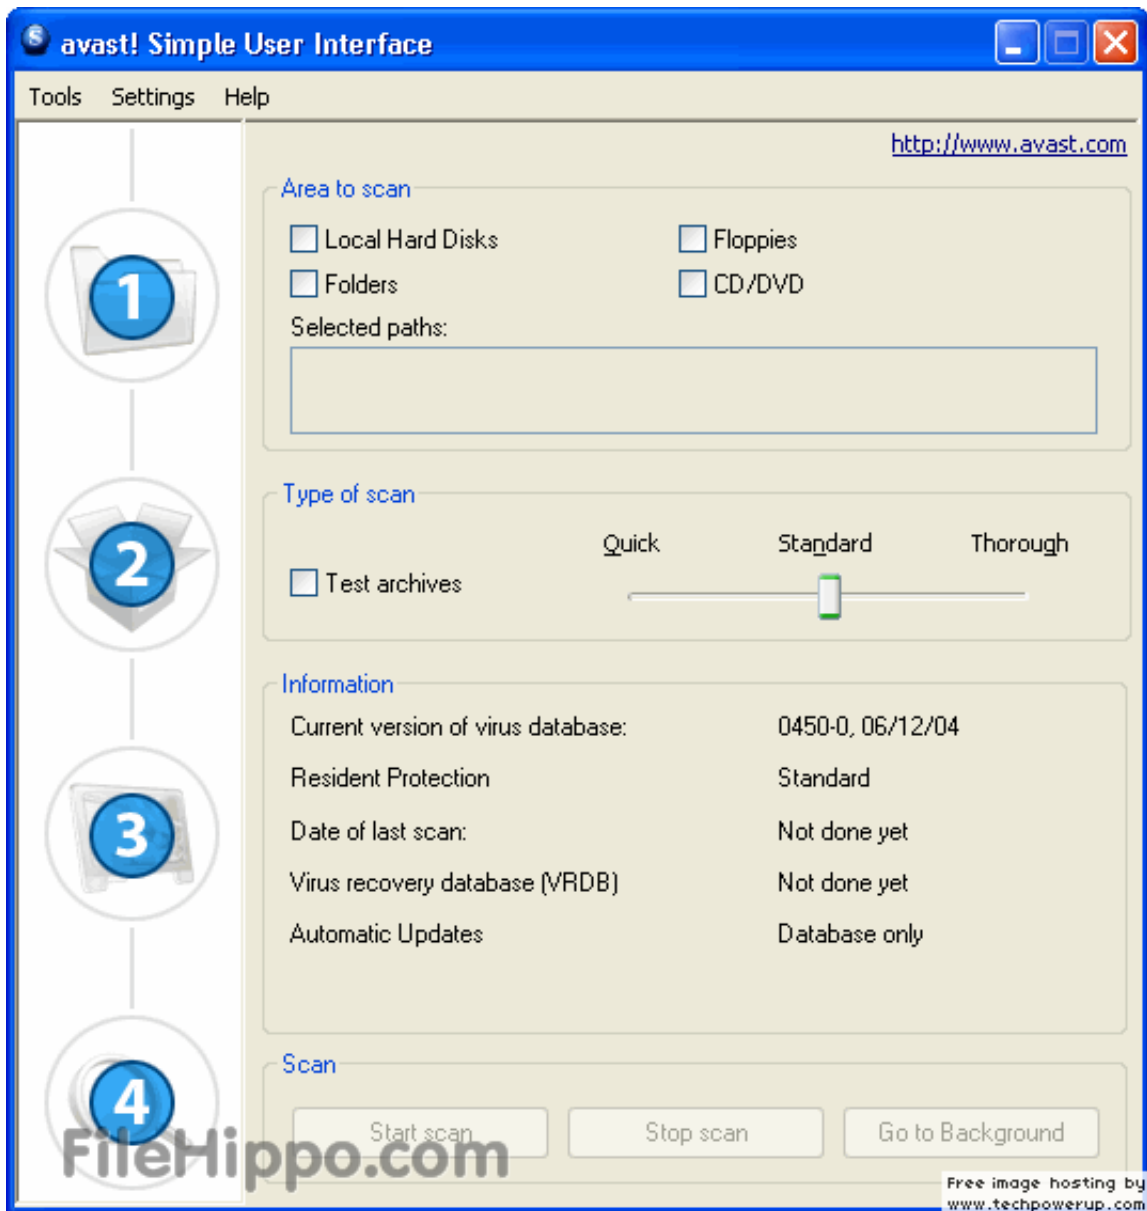 avast! Simple User Interface
Tools Settings Help
http://www.avast.com
Area to scan
Local Hard Disks
Floppies
Folders
CD/DVD
Selected paths:
1
Type of scan
Quick Standard Thorough
Test archives
2
Information
Current version of virus database: 0450-0, 06/12/04
Resident Protection Standard
Date of last scan: Not done yet
Virus recovery database (VRDB) Not done yet
Automatic Updates Database only
3
Scan
Start scan Stop scan Go to Background
4
FileHippo.com
Free image hosting by
www.techpowerup.com